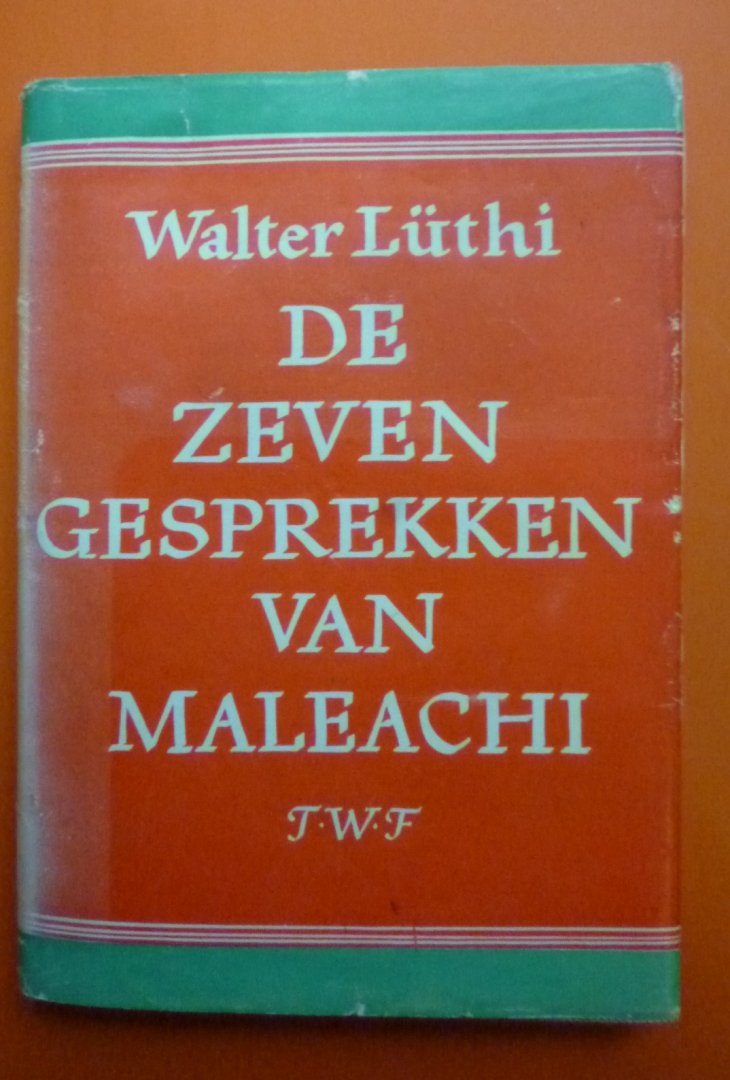 Walter Lüthi
DE
ZEVEN
GESPREKKEN
VAN
MALEACHI
T·W·F